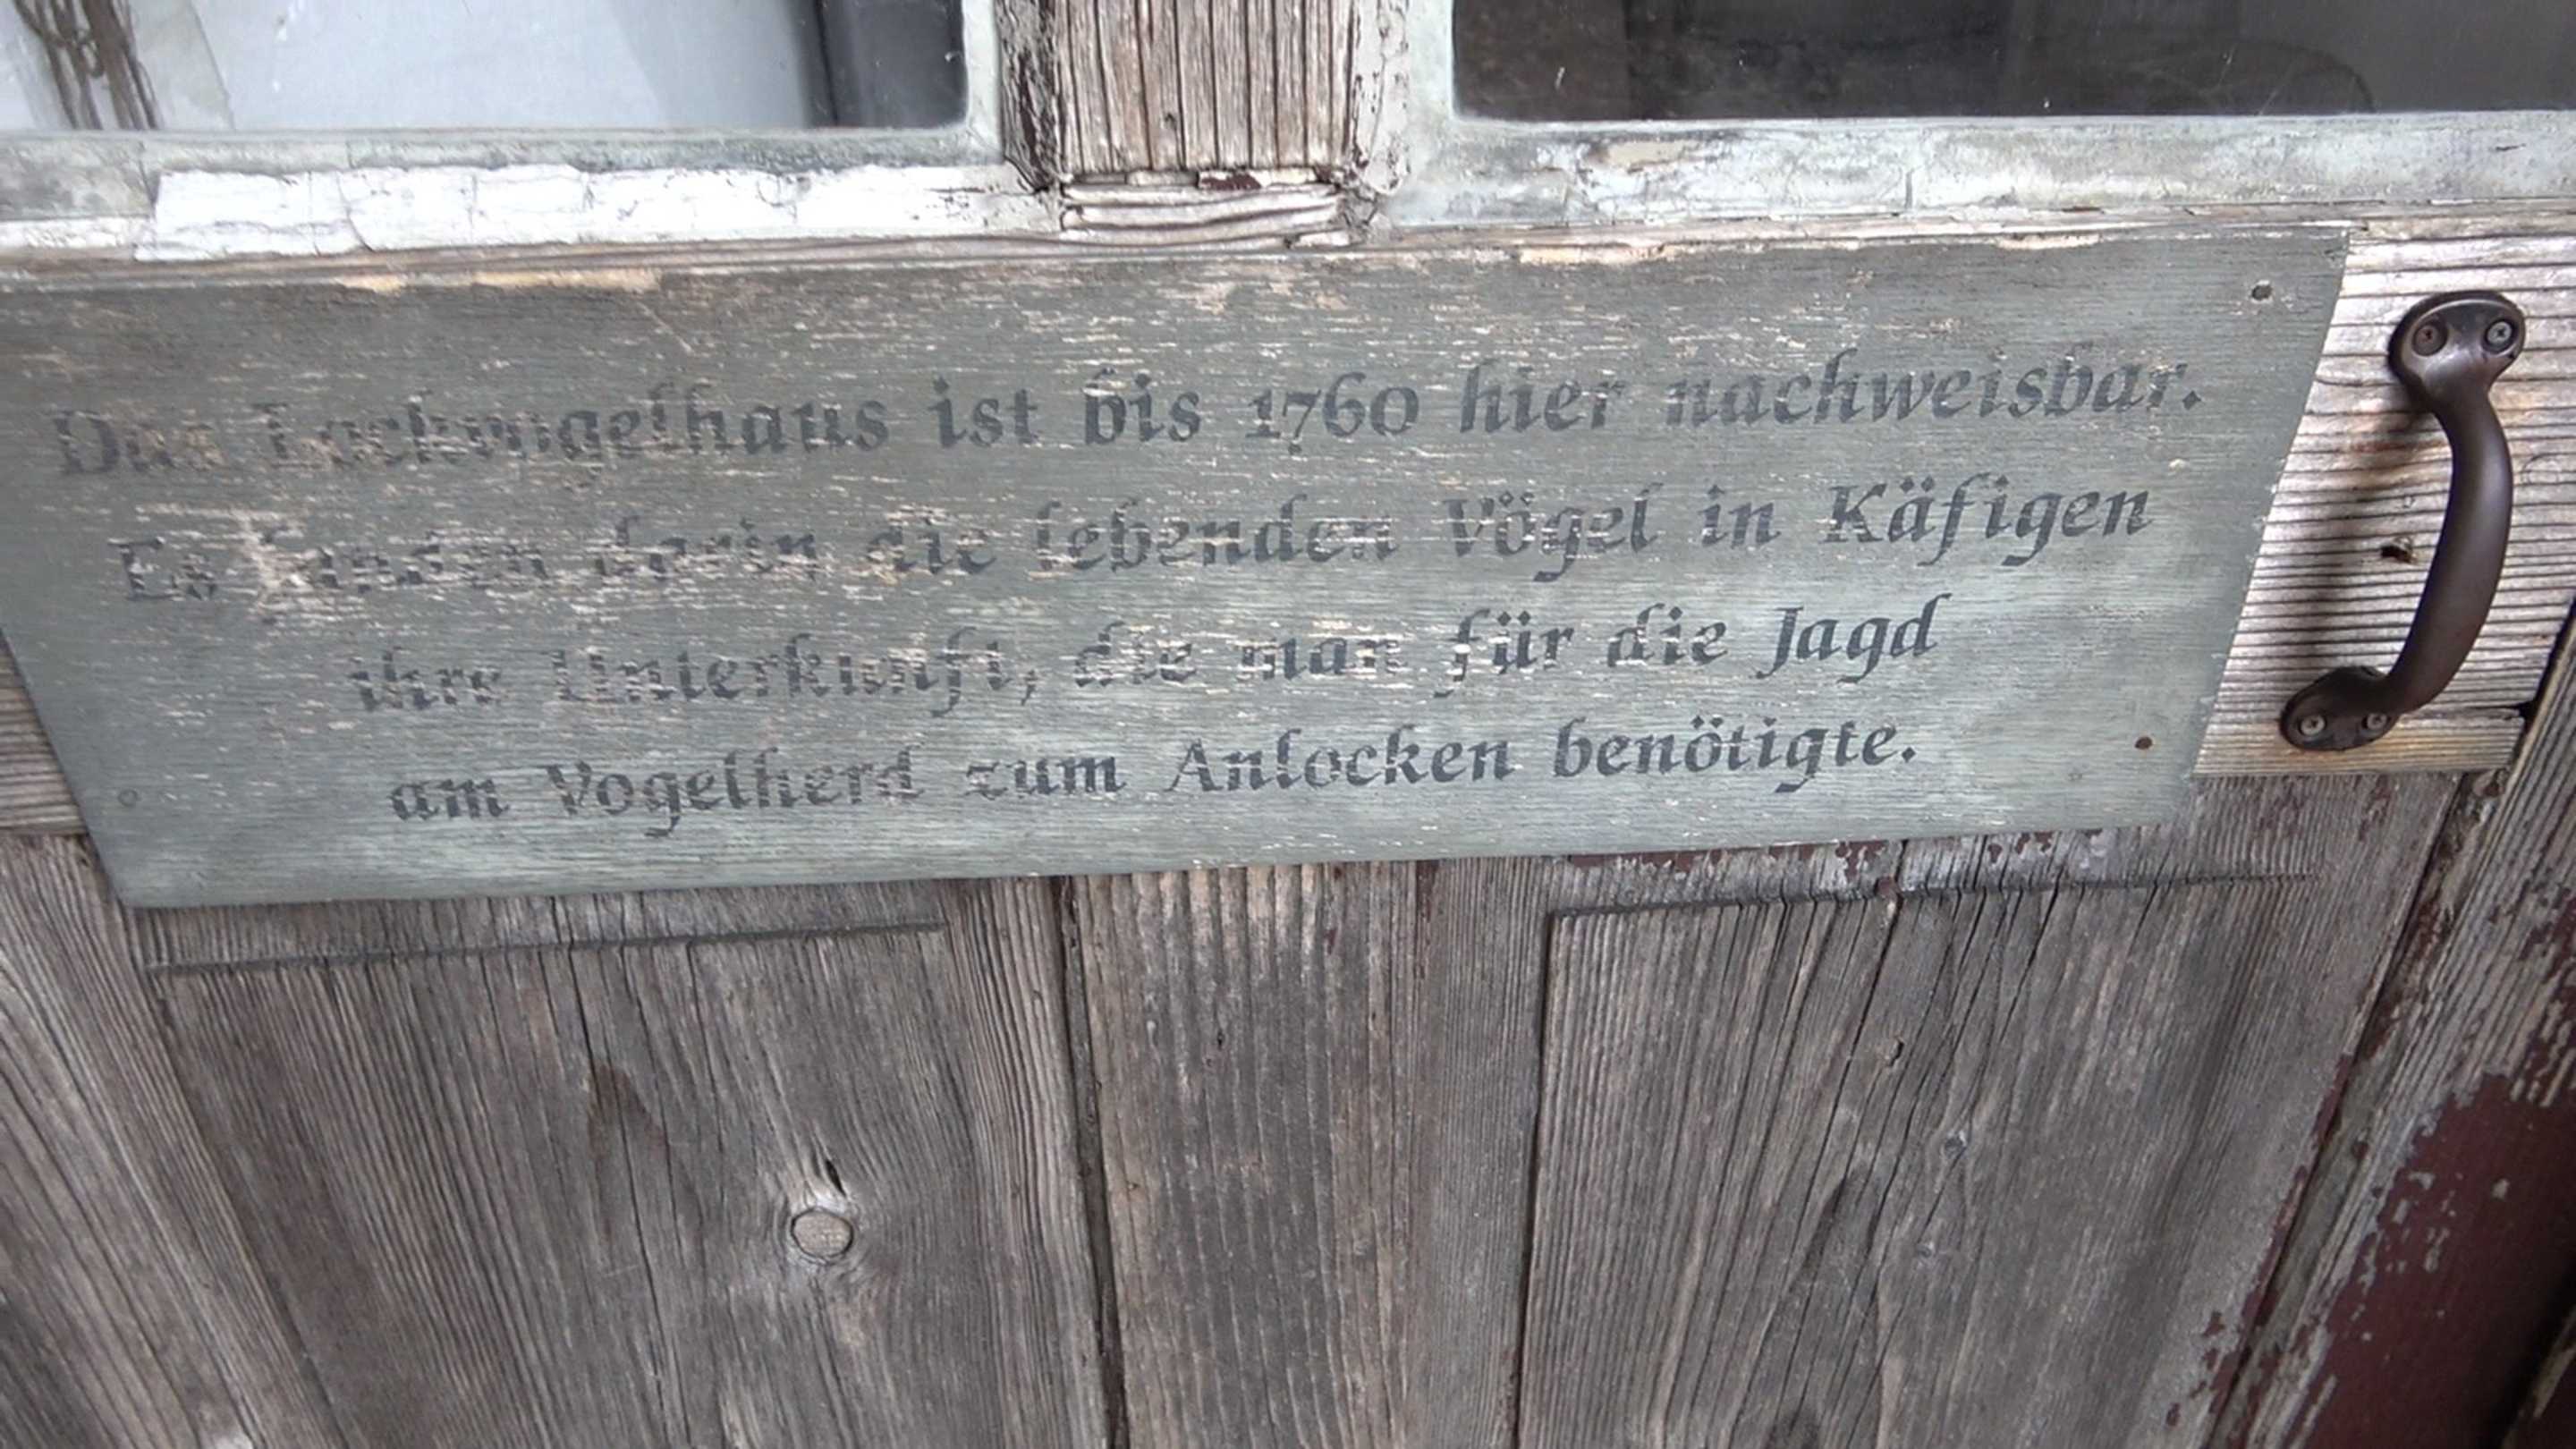 Das Lockvogelhaus ist bis 1760 hier nachweisbar.
Es fanden darin die lebenden Vögel in Käfigen
ihre Unterkunft, die man für die Jagd
am Vogelherd zum Anlocken benötigte.